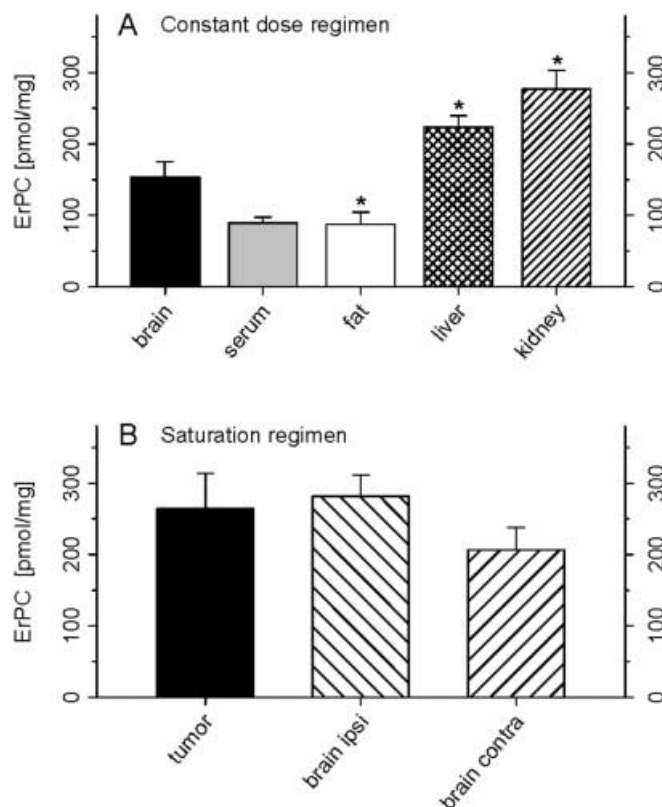 A Constant dose regimen
ErPC [pmol/mg]
300
200
100
0
300
200
100
0
*
*
*
brain
serum
fat
liver
kidney
B Saturation regimen
ErPC [pmol/mg]
300
200
100
0
300
200
100
0
tumor
brain ipsi
brain contra